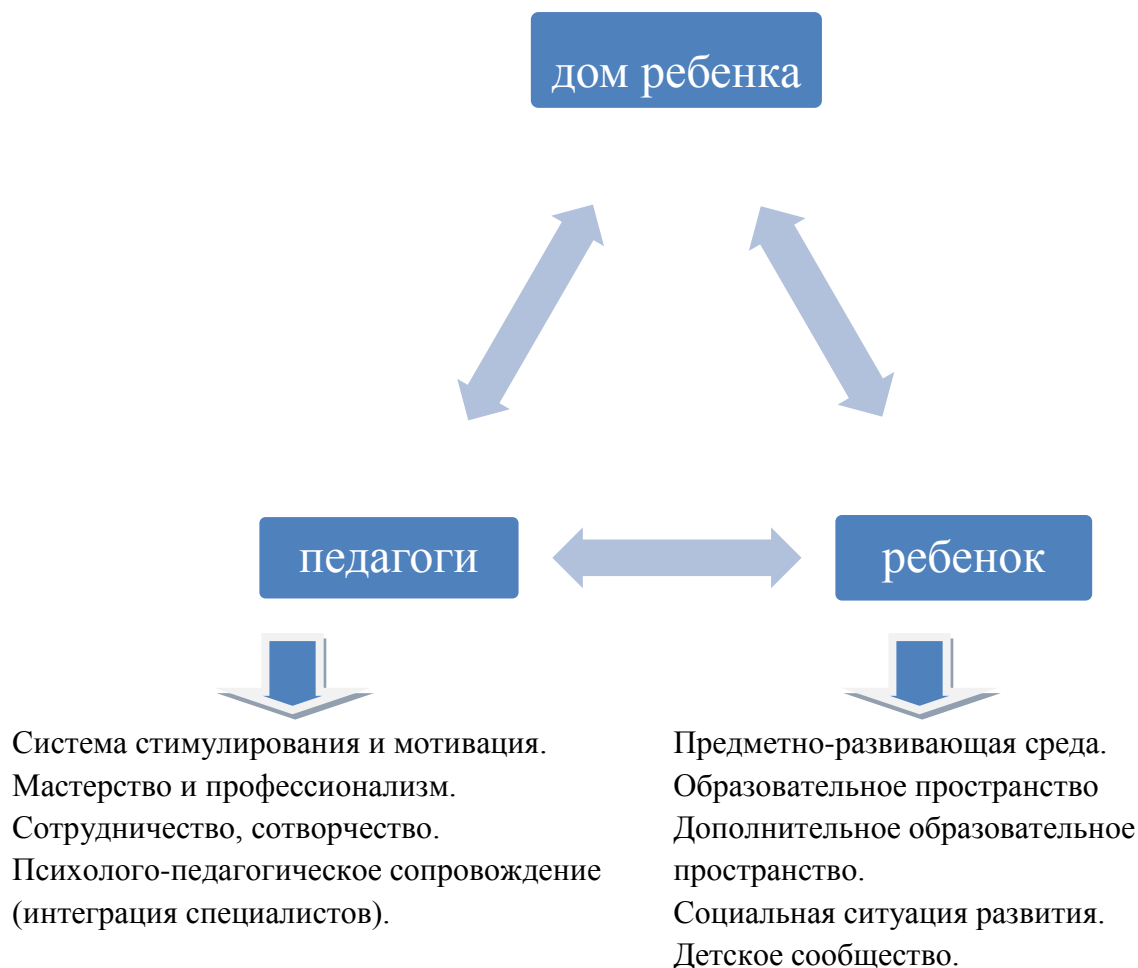 дом ребенка
педагоги
ребенок
Система стимулирования и мотивация.
Мастерство и профессионализм.
Сотрудничество, сотворчество.
Психолого-педагогическое сопровождение
(интеграция специалистов).
Предметно-развивающая среда.
Образовательное пространство
Дополнительное образовательное
пространство.
Социальная ситуация развития.
Детское сообщество.